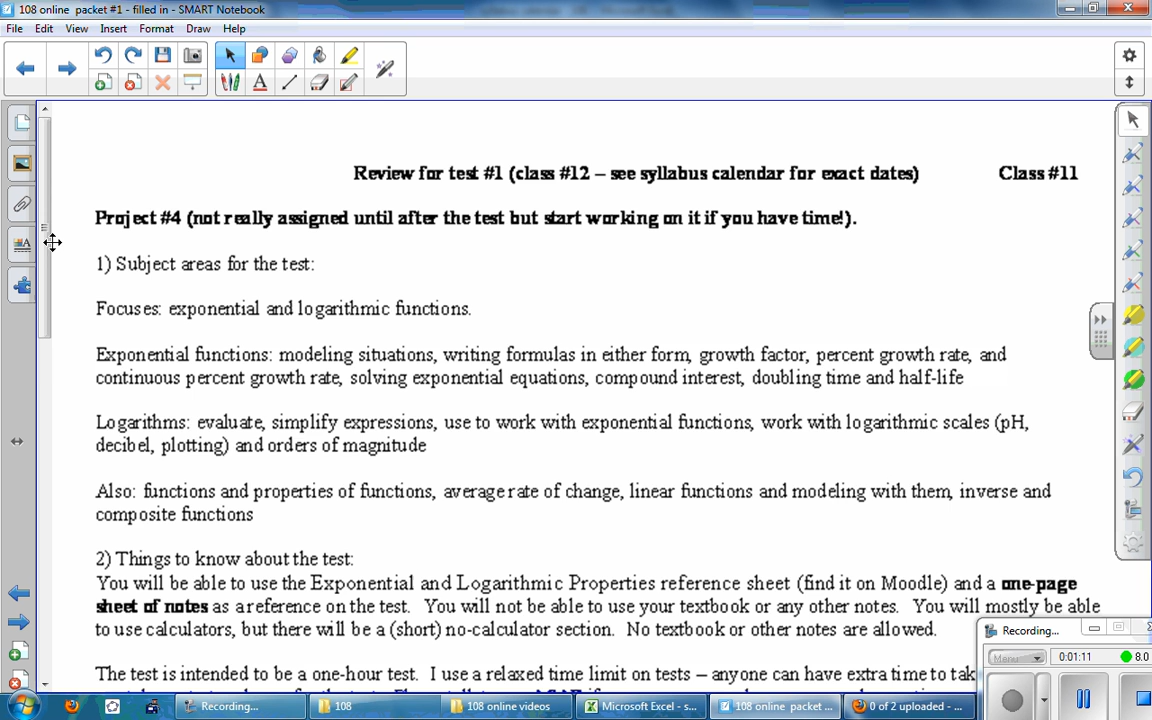 108 online packet #1 - filled in - SMART Notebook
File Edit View Insert Format Draw Help
Review for test #1 (class #12 – see syllabus calendar for exact dates) Class #11
Project #4 (not really assigned until after the test but start working on it if you have time!).
1) Subject areas for the test:
Focuses: exponential and logarithmic functions.
Exponential functions: modeling situations, writing formulas in either form, growth factor, percent growth rate, and
continuous percent growth rate, solving exponential equations, compound interest, doubling time and half-life
Logarithms: evaluate, simplify expressions, use to work with exponential functions, work with logarithmic scales (pH,
decibel, plotting) and orders of magnitude
Also: functions and properties of functions, average rate of change, linear functions and modeling with them, inverse and
composite functions
2) Things to know about the test:
You will be able to use the Exponential and Logarithmic Properties reference sheet (find it on Moodle) and a one-page
sheet of notes as a reference on the test. You will not be able to use your textbook or any other notes. You will mostly be able
to use calculators, but there will be a (short) no-calculator section. No textbook or other notes are allowed.
The test is intended to be a one-hour test. I use a relaxed time limit on tests – anyone can have extra time to tak
Recording...
Menu 0:01:11 8.0
Recording... 108 108 online videos Microsoft Excel - s... 108 online packet ... 0 of 2 uploaded - ...